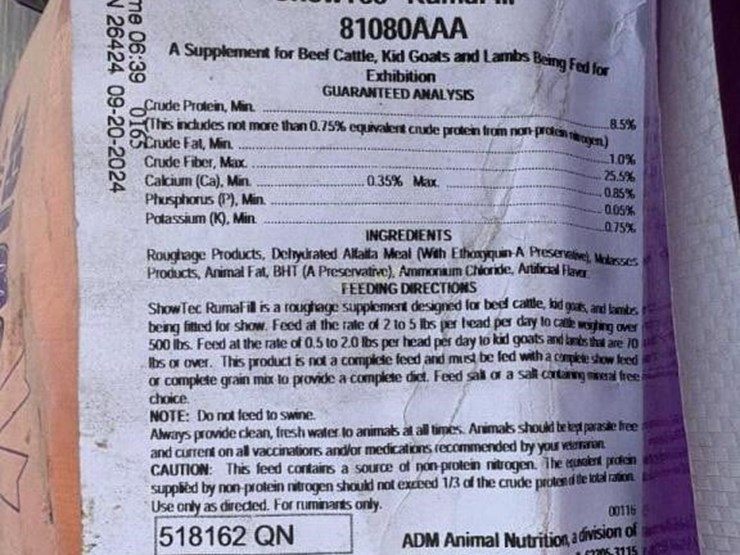 81080AAA
A Supplement for Beef Cattle, Kid Goats and Lambs Being Fed for
Exhibition
GUARANTEED ANALYSIS
Crude Protein, Min. 8.5%
(This includes not more than 0.75% equivalent crude protein from non-protein nitrogen.)
Crude Fat, Min. 1.0%
Crude Fiber, Max. 25.5%
Calcium (Ca), Min. 0.35% Max. 0.85%
Phusphorus (P), Min. 0.05%
Potassium (K), Min 0.75%
INGREDIENTS
Roughage Products, Dehydrated Alfalfa Meal (With Ethoxyquin-A Preservative), Molasses
Products, Animal Fat, BHT (A Preservative), Ammonium Chloride, Artificial Flavor.
FEEDING DIRECTIONS
ShowTec RumaFill is a roughage supplement designed for beef cattle, kid goats, and lambs
being fitted for show. Feed at the rate of 2 to 5 lbs per head per day to cattle weighing over
500 lbs. Feed at the rate of 0.5 to 2.0 lbs per head per day to kid goats and lambs that are 70
lbs or over. This product is not a complete feed and must be fed with a complete show feed
or complete grain mix to provide a complete diet. Feed salt or a salt containing mineral free
choice.
NOTE: Do not feed to swine.
Always provide clean, fresh water to animals at all times. Animals should be kept parasite free
and current on all vaccinations and/or medications recommended by your veterinarian.
CAUTION: This feed contains a source of non-protein nitrogen. The equivalent protein
supplied by non-protein nitrogen should not exceed 1/3 of the crude protein of the total ration.
Use only as directed. For ruminants only.
00116
518162 QN
ADM Animal Nutrition, a division of
me 06:39 0165
N 26424 09-20-2024